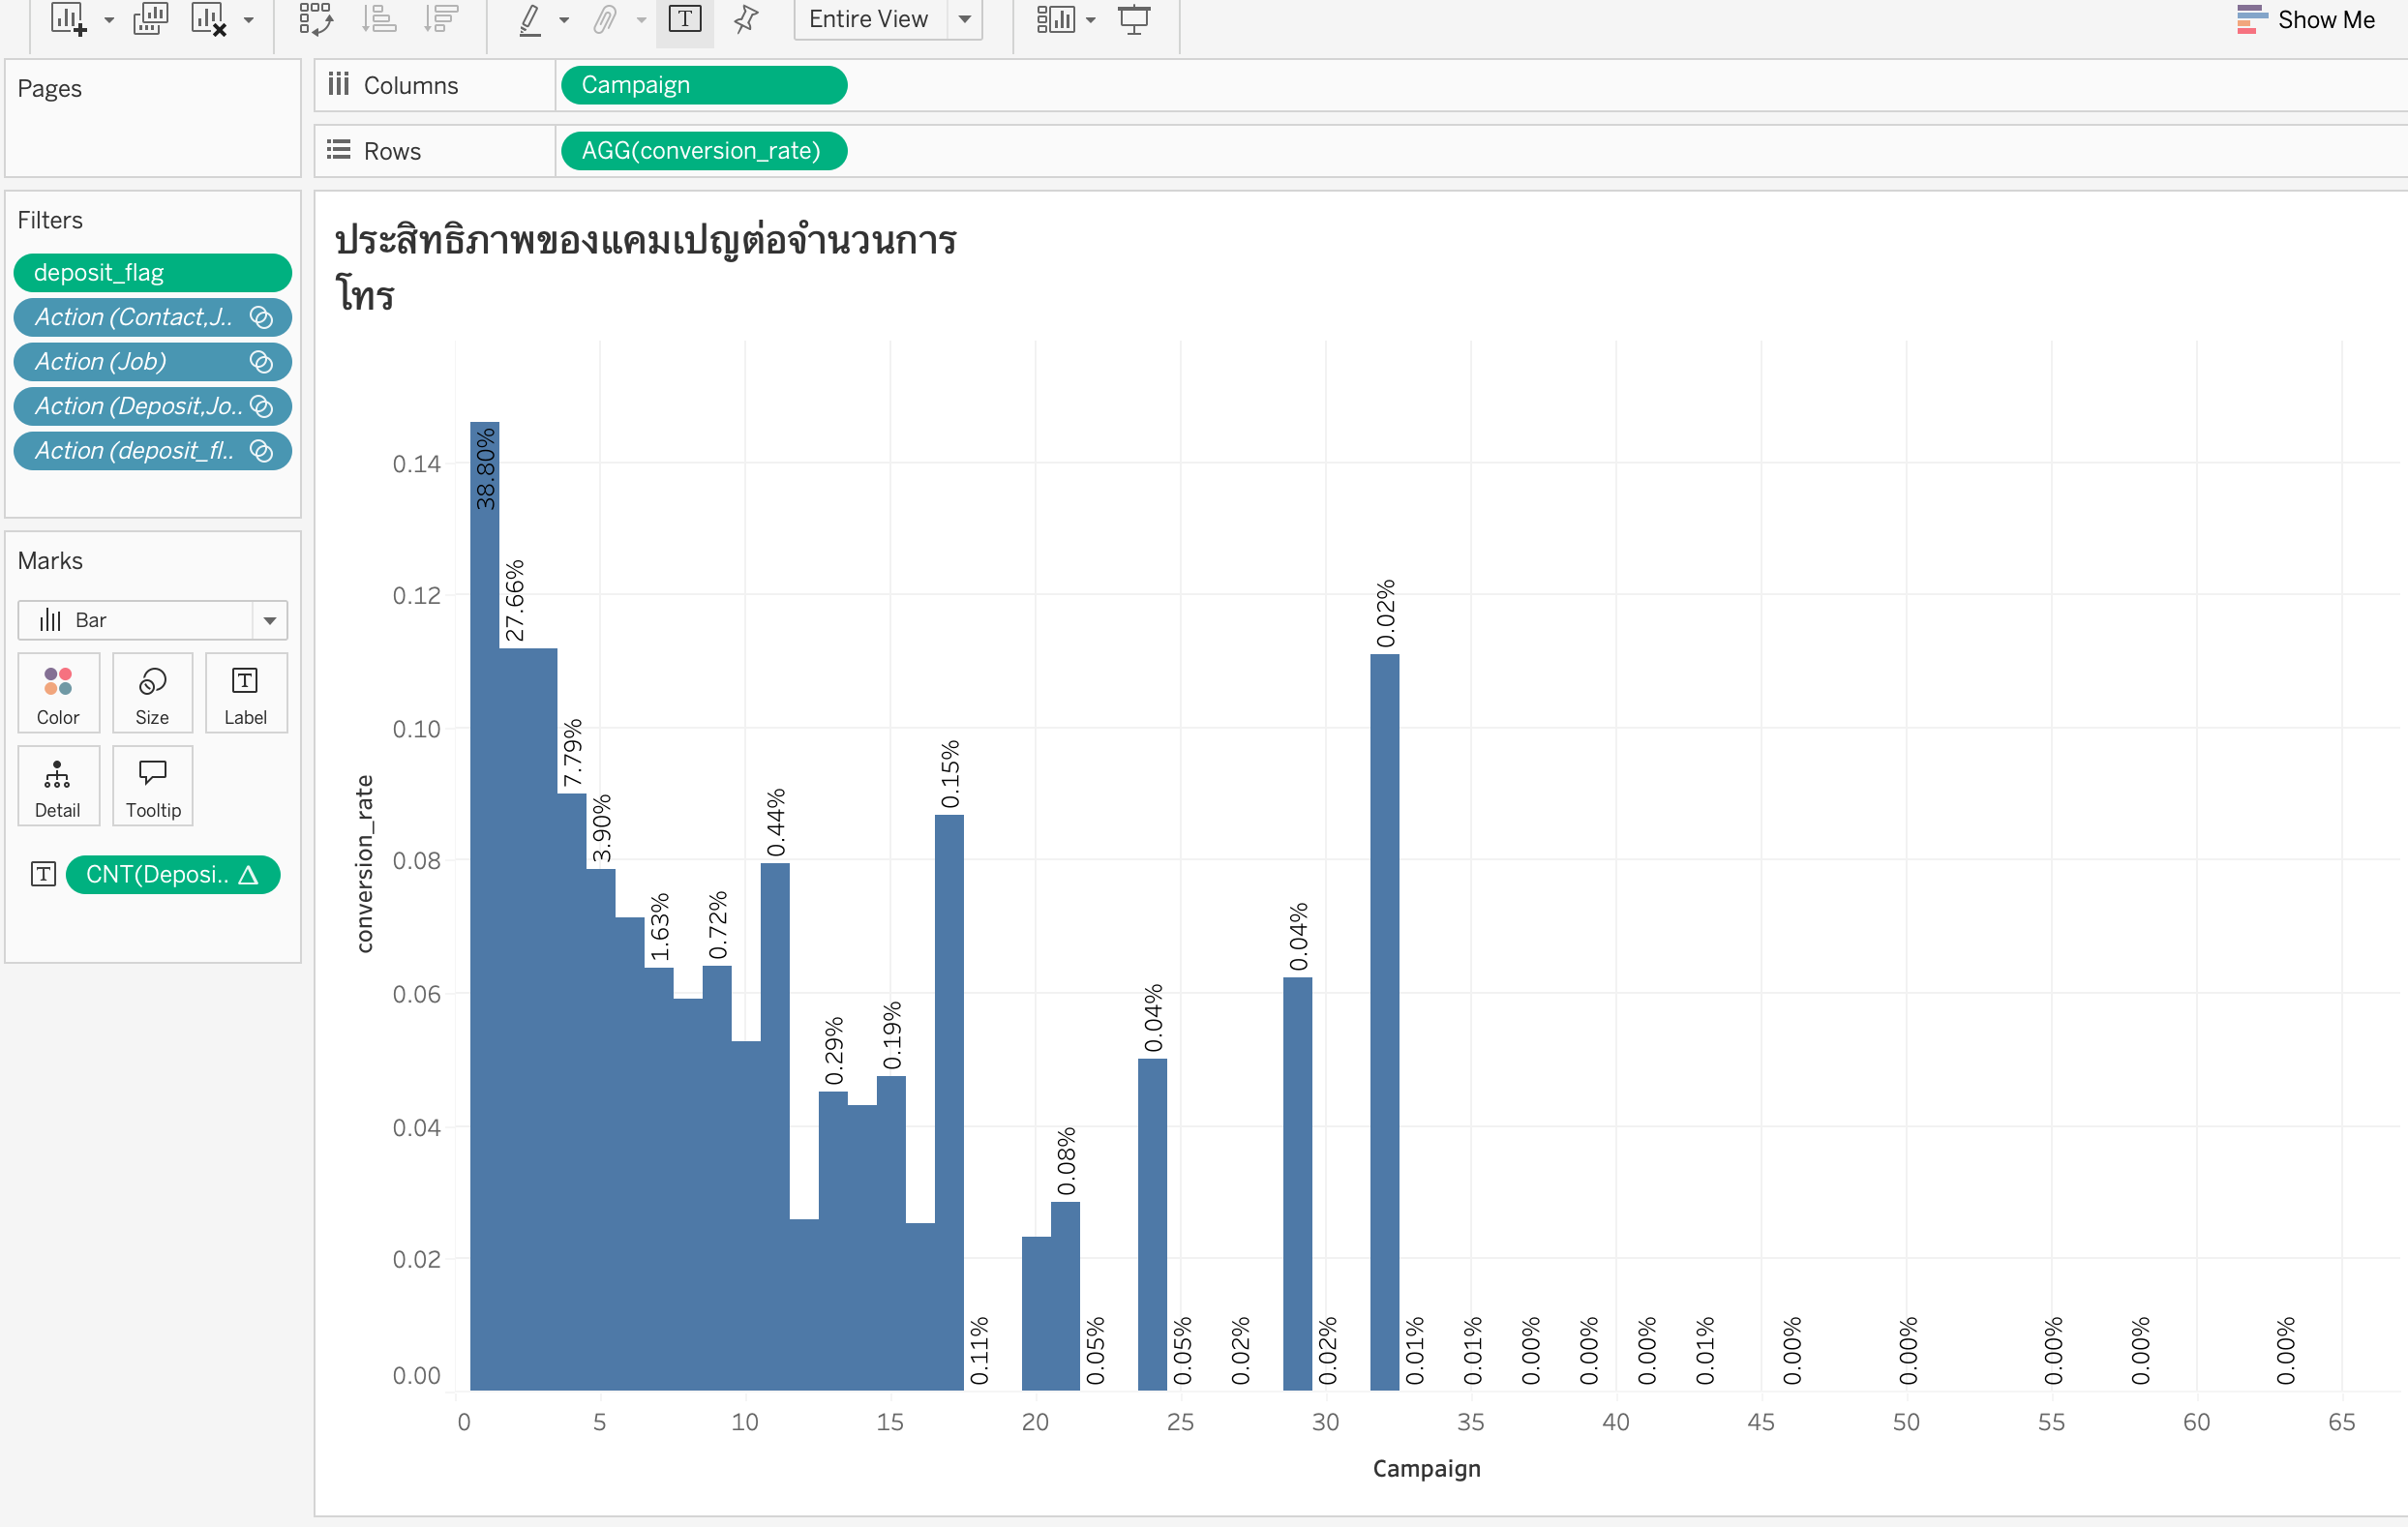 Entire View
Show Me
Pages
Columns
Campaign
Rows
AGG(conversion_rate)
Filters
deposit_flag
Action (Contact,J..
Action (Job)
Action (Deposit,Jo..
Action (deposit_fl..
Marks
Bar
Color
Size
T
Label
Detail
Tooltip
T
CNT(Deposi.. Δ
ประสิทธิภาพของแคมเปญต่อจำนวนการ
โทร
conversion_rate
0.14
0.12
0.10
0.08
0.06
0.04
0.02
0.00
38.80%
27.66%
7.79%
3.90%
1.63%
0.72%
0.44%
0.29%
0.19%
0.15%
0.11%
0.08%
0.05%
0.04%
0.05%
0.02%
0.04%
0.02%
0.02%
0.01%
0.01%
0.00%
0.00%
0.00%
0.01%
0.00%
0.00%
0.00%
0.00%
0.00%
0 5 10 15 20 25 30 35 40 45 50 55 60 65
Campaign